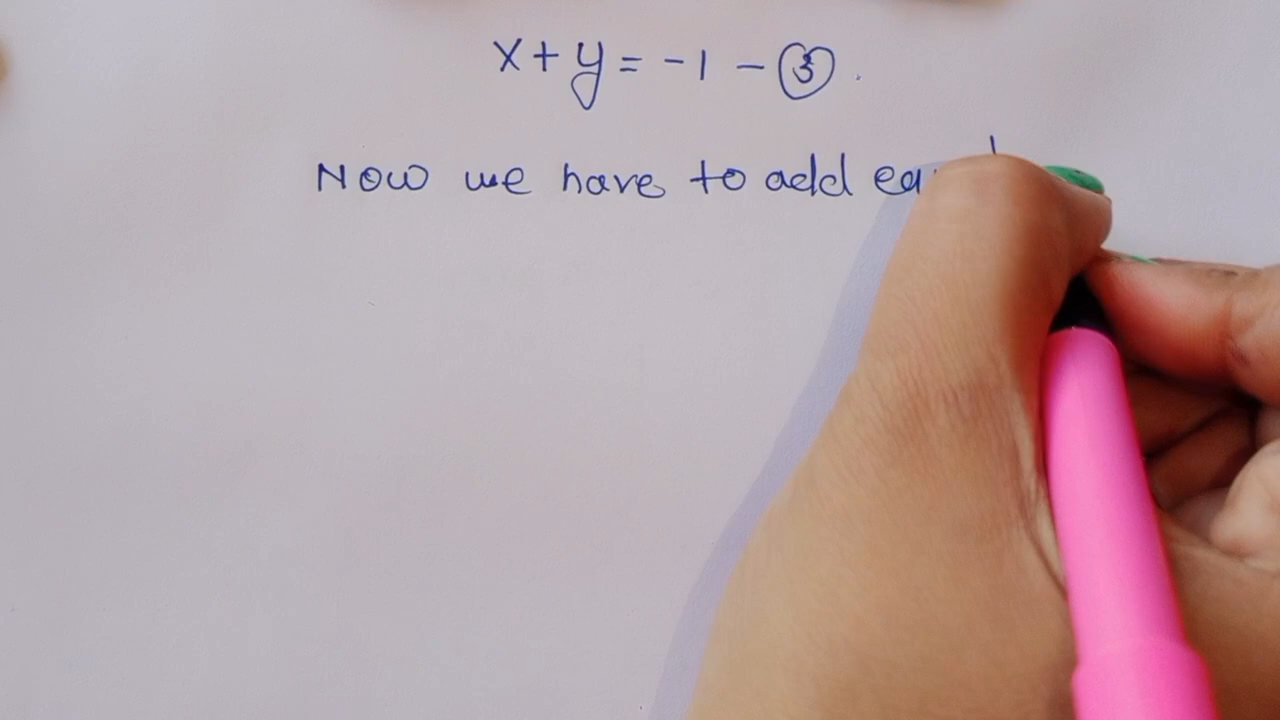 x + y = -1 - ③.
Now we have to add